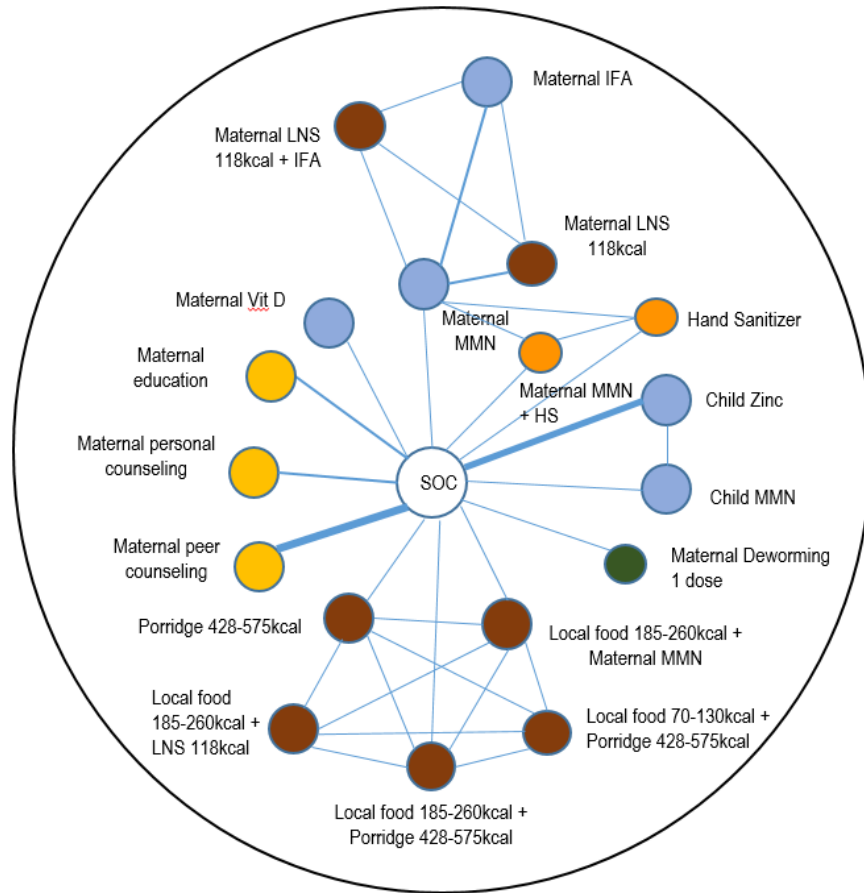 Maternal IFA
Maternal LNS
118kcal + IFA
Maternal LNS
118kcal
Maternal Vit D
Maternal
MMN
Hand Sanitizer
Maternal
education
Maternal MMN
+ HS
Child Zinc
Maternal personal
counseling
SOC
Child MMN
Maternal peer
counseling
Maternal Deworming
1 dose
Porridge 428-575kcal
Local food 185-260kcal +
Maternal MMN
Local food
185-260kcal +
LNS 118kcal
Local food 70-130kcal +
Porridge 428-575kcal
Local food 185-260kcal +
Porridge 428-575kcal